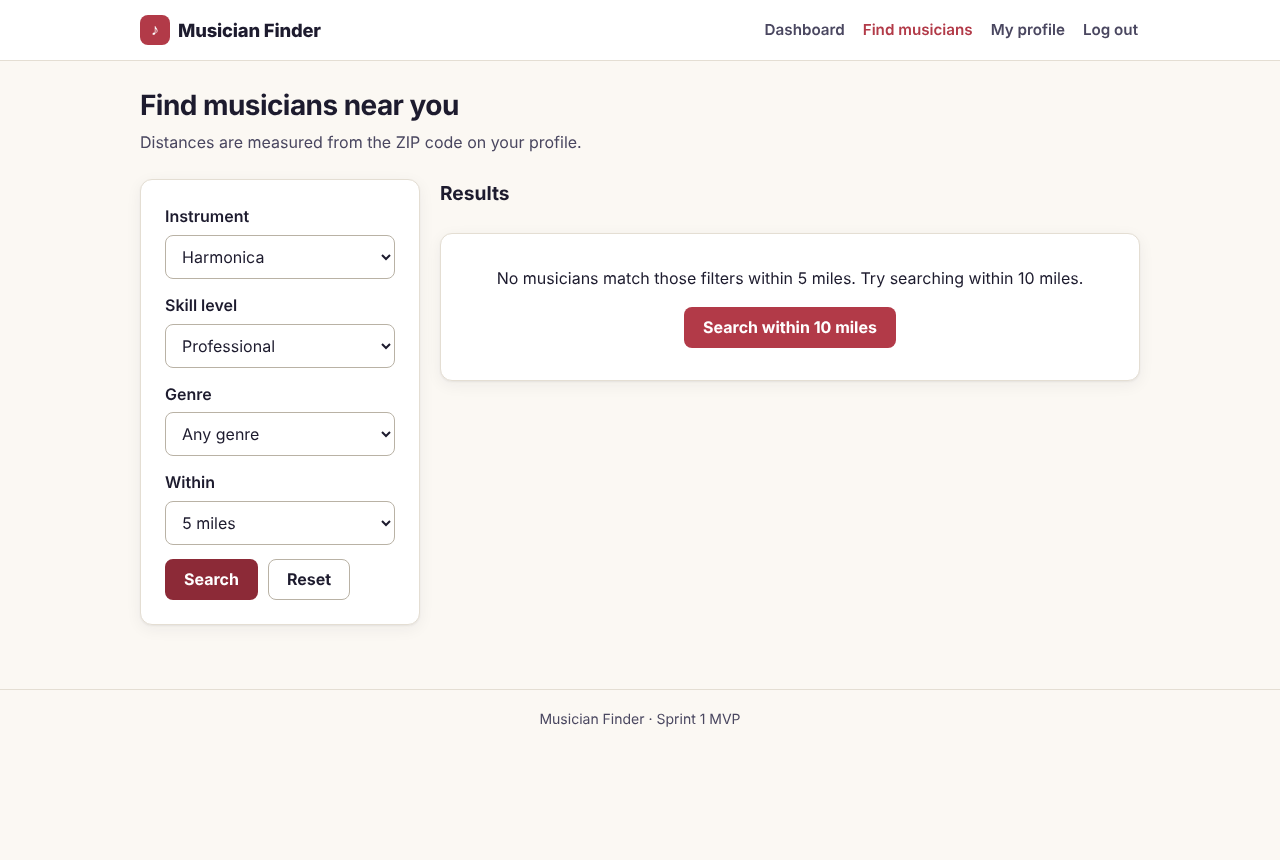 ♪ Musician Finder
Dashboard Find musicians My profile Log out
Find musicians near you
Distances are measured from the ZIP code on your profile.
Instrument
Harmonica
Skill level
Professional
Genre
Any genre
Within
5 miles
Search Reset
Results
No musicians match those filters within 5 miles. Try searching within 10 miles.
Search within 10 miles
Musician Finder · Sprint 1 MVP